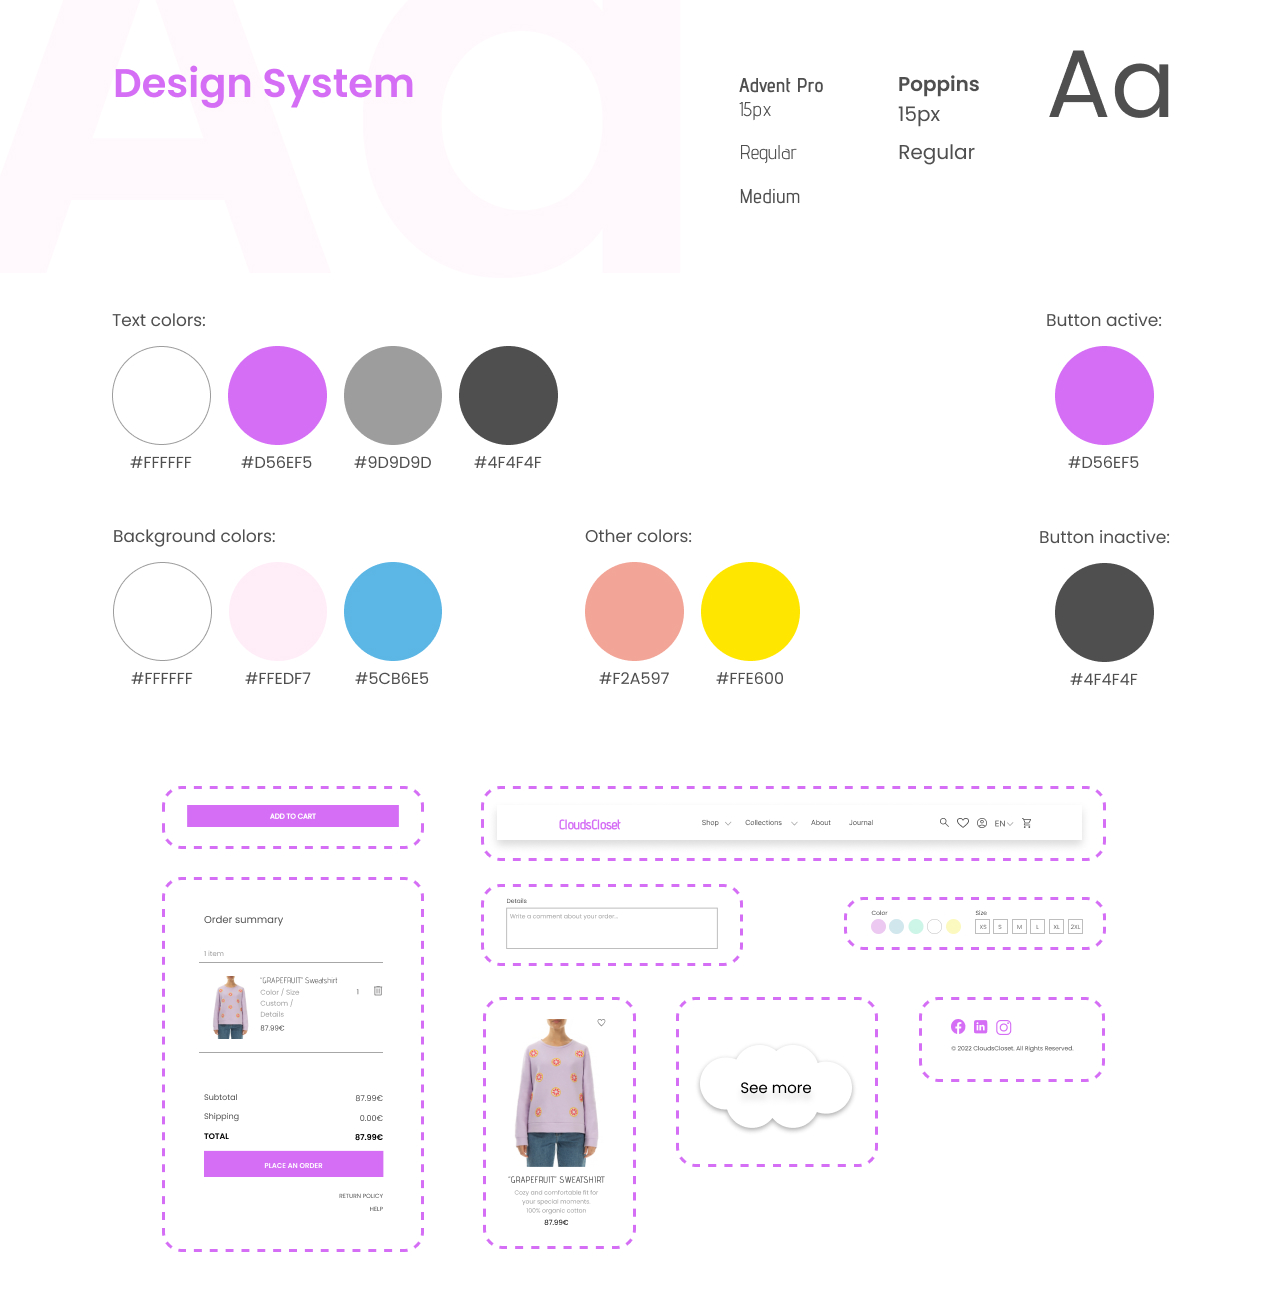 Aa
Design System
Advent Pro
15px
Regular
Medium
Poppins
15px
Regular
Aa
Text colors:
#FFFFFF
#D56EF5
#9D9D9D
#4F4F4F
Button active:
#D56EF5
Background colors:
#FFFFFF
#FFEDF7
#5CB6E5
Other colors:
#F2A597
#FFE600
Button inactive:
#4F4F4F
ADD TO CART
CloudsCloset
Shop
Collections
About
Journal
EN
Order summary
1 item
"GRAPEFRUIT" Sweatshirt
Color / Size
Custom /
Details
87.99€
1
Subtotal 87.99€
Shipping 0.00€
TOTAL 87.99€
PLACE AN ORDER
RETURN POLICY
HELP
Details
Write a comment about your order...
Color
Size
XS S M L XL 2XL
"GRAPEFRUIT" SWEATSHIRT
Cozy and comfortable fit for
your special moments.
100% organic cotton
87.99€
See more
in
© 2022 CloudsCloset. All Rights Reserved.